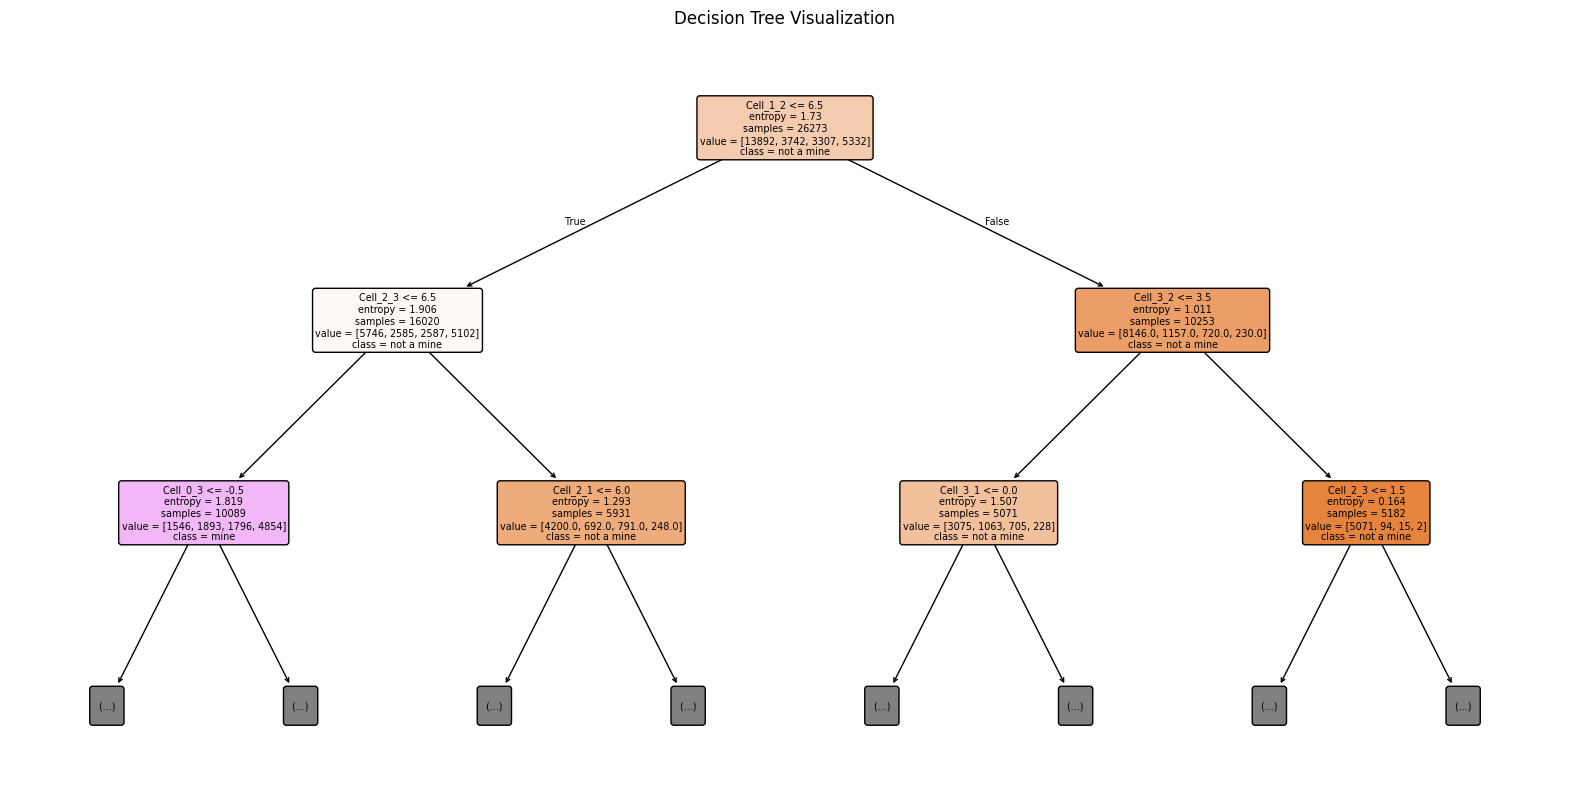 Decision Tree Visualization
Cell_1_2 <= 6.5
entropy = 1.73
samples = 26273
value = [13892, 3742, 3307, 5332]
class = not a mine
True
False
Cell_2_3 <= 6.5
entropy = 1.906
samples = 16020
value = [5746, 2585, 2587, 5102]
class = not a mine
Cell_3_2 <= 3.5
entropy = 1.011
samples = 10253
value = [8146.0, 1157.0, 720.0, 230.0]
class = not a mine
Cell_0_3 <= -0.5
entropy = 1.819
samples = 10089
value = [1546, 1893, 1796, 4854]
class = mine
Cell_2_1 <= 6.0
entropy = 1.293
samples = 5931
value = [4200.0, 692.0, 791.0, 248.0]
class = not a mine
Cell_3_1 <= 0.0
entropy = 1.507
samples = 5071
value = [3075, 1063, 705, 228]
class = not a mine
Cell_2_3 <= 1.5
entropy = 0.164
samples = 5182
value = [5071, 94, 15, 2]
class = not a mine
(...)
(...)
(...)
(...)
(...)
(...)
(...)
(...)